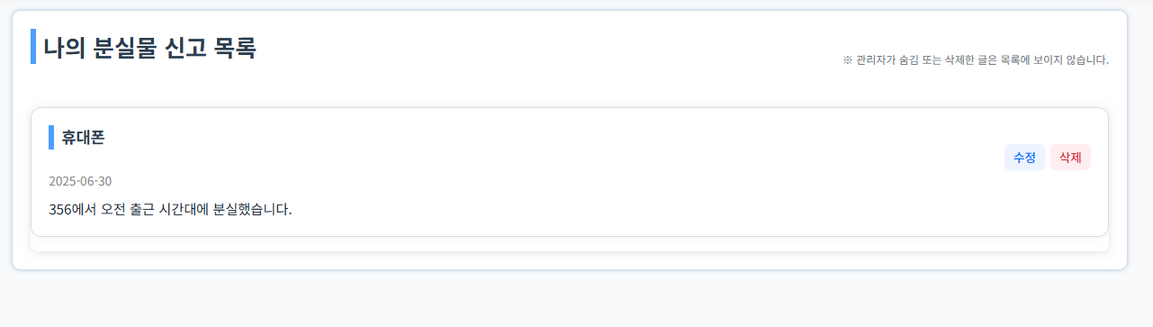 나의 분실물 신고 목록
※ 관리자가 숨김 또는 삭제한 글은 목록에 보이지 않습니다.
휴대폰
수정 삭제
2025-06-30
356에서 오전 출근 시간대에 분실했습니다.